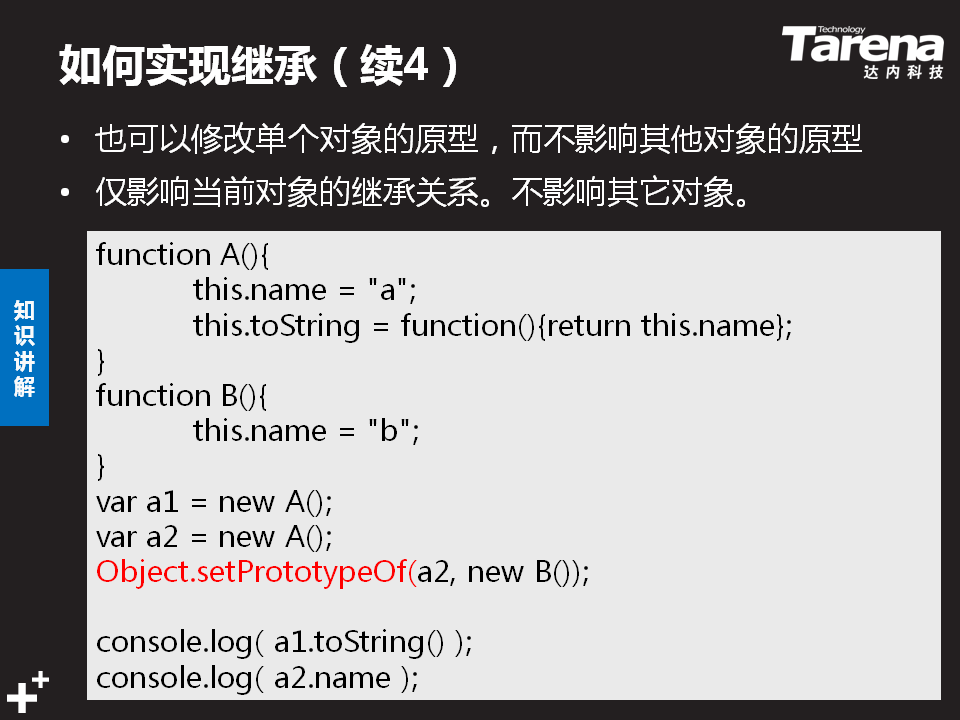 如何实现继承（续4）
Technology
Tarena
达内科技
• 也可以修改单个对象的原型，而不影响其他对象的原型
• 仅影响当前对象的继承关系。不影响其它对象。
知识讲解
function A(){
this.name = "a";
this.toString = function(){return this.name};
}
function B(){
this.name = "b";
}
var a1 = new A();
var a2 = new A();
Object.setPrototypeOf(a2, new B());
console.log( a1.toString() );
console.log( a2.name );